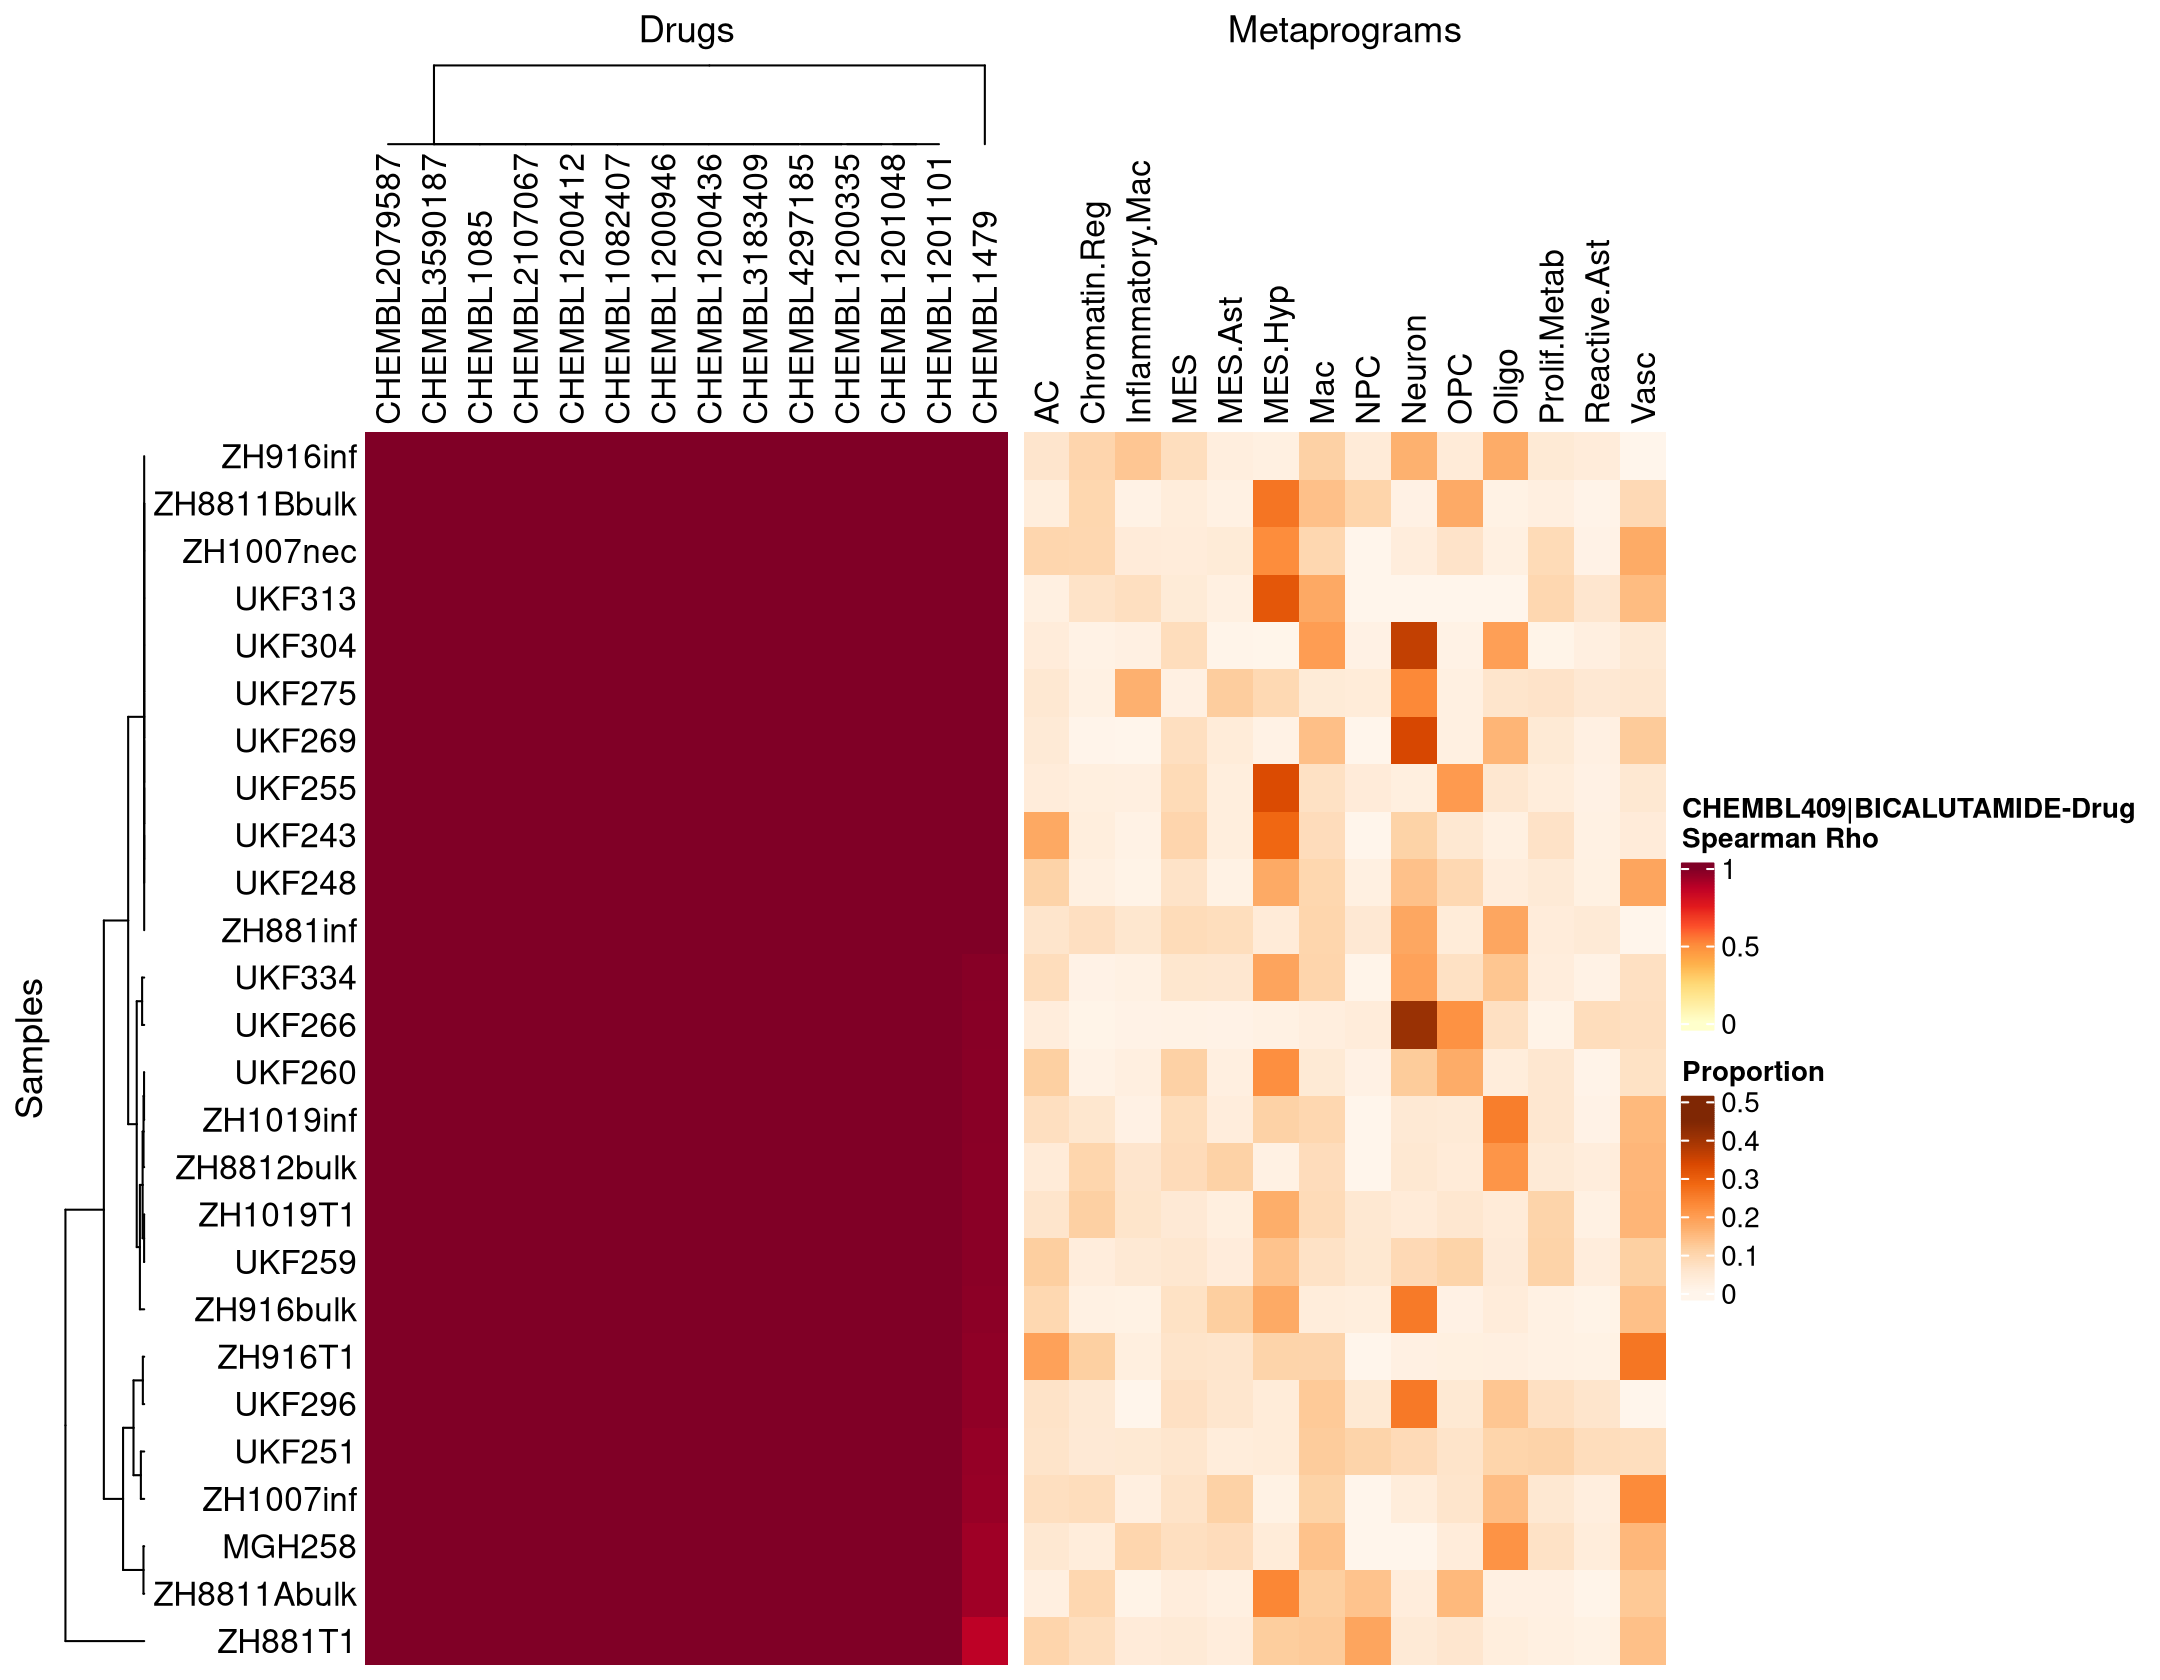 Drugs
Metaprograms
CHEMBL2079587
CHEMBL3590187
CHEMBL1085
CHEMBL2107067
CHEMBL1200412
CHEMBL1082407
CHEMBL1200946
CHEMBL1200436
CHEMBL3183409
CHEMBL4297185
CHEMBL1200335
CHEMBL1201048
CHEMBL1201101
CHEMBL1479
AC
Chromatin.Reg
Inflammatory.Mac
MES
MES.Ast
MES.Hyp
Mac
NPC
Neuron
OPC
Oligo
Prolif.Metab
Reactive.Ast
Vasc
Samples
ZH916inf
ZH8811Bbulk
ZH1007nec
UKF313
UKF304
UKF275
UKF269
UKF255
UKF243
UKF248
ZH881inf
UKF334
UKF266
UKF260
ZH1019inf
ZH8812bulk
ZH1019T1
UKF259
ZH916bulk
ZH916T1
UKF296
UKF251
ZH1007inf
MGH258
ZH8811Abulk
ZH881T1
CHEMBL409|BICALUTAMIDE-Drug
Spearman Rho
1
0.5
0
Proportion
0.5
0.4
0.3
0.2
0.1
0